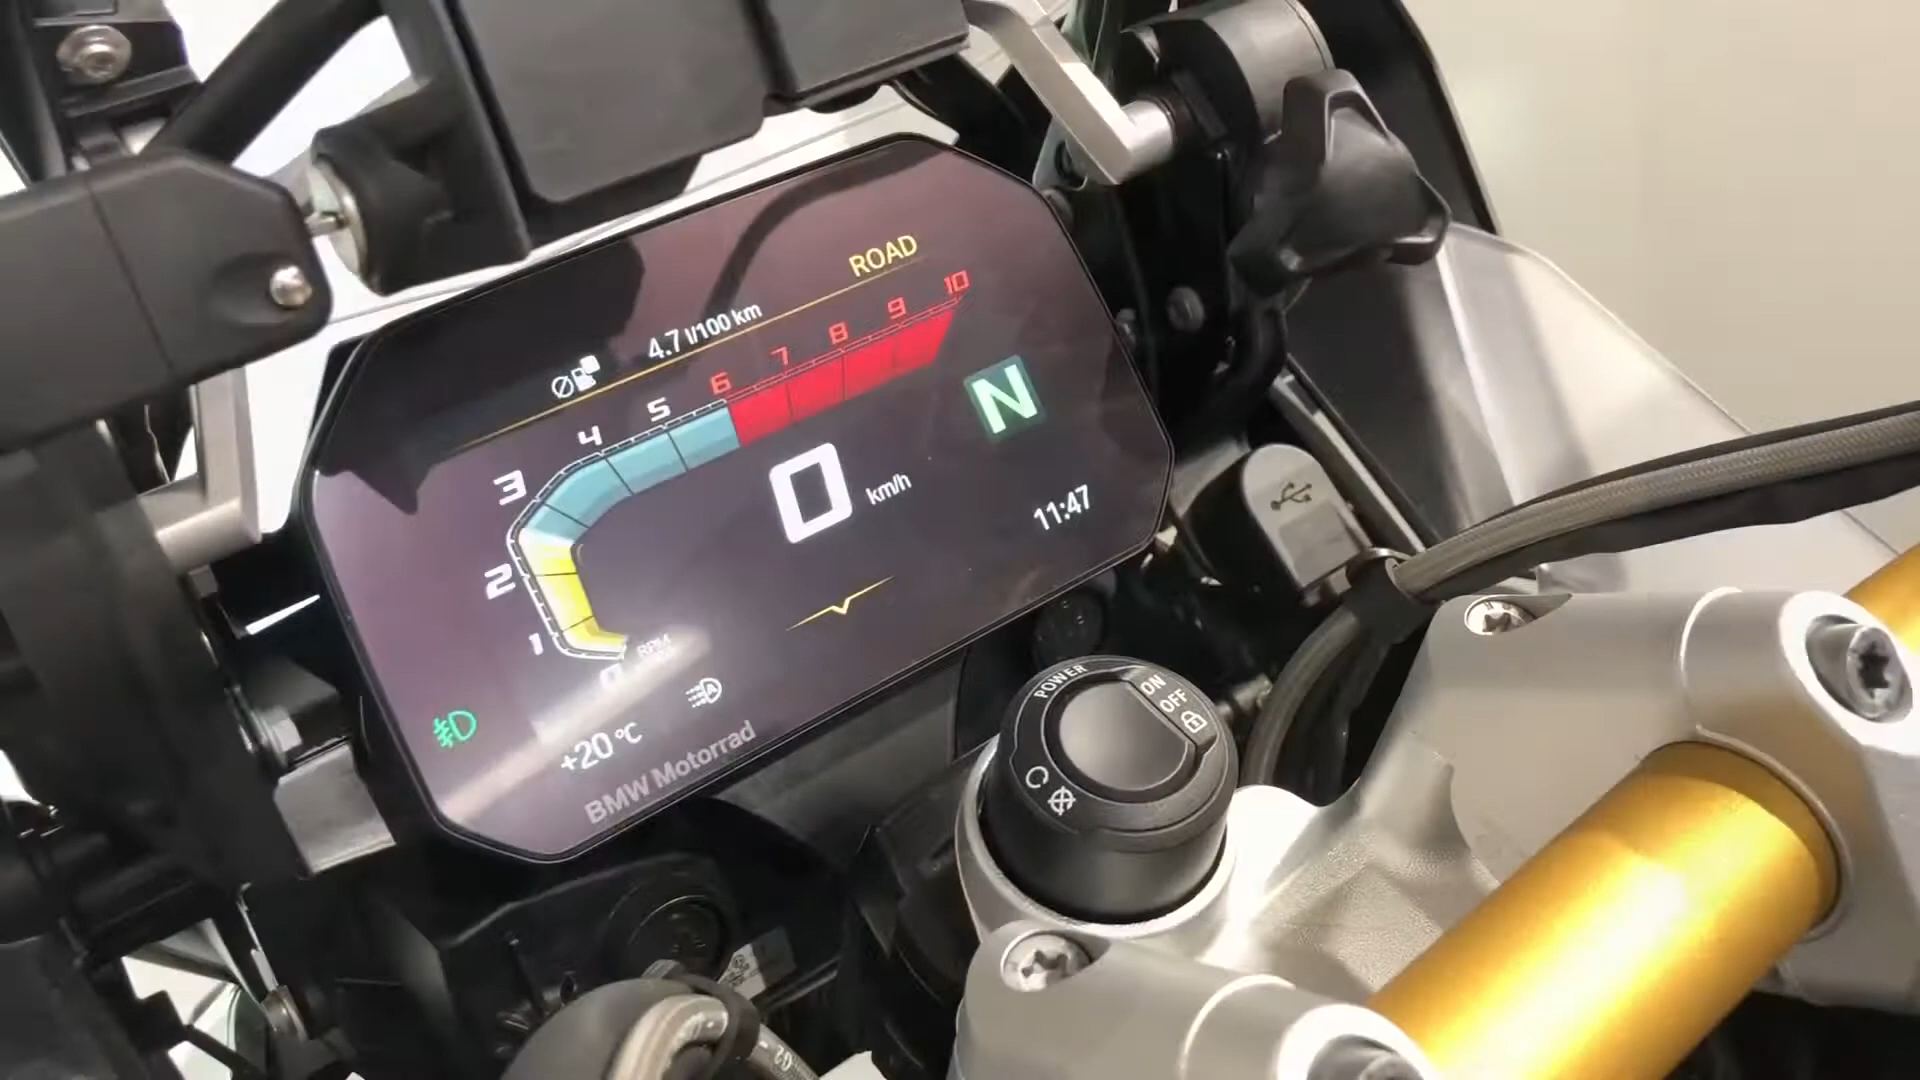 ROAD
4.7 l/100 km
10
9
8
7
6
5
4
3
2
1
0
RPM
N
0 km/h
11:47
+20 °C
BMW Motorrad
POWER
ON
OFF